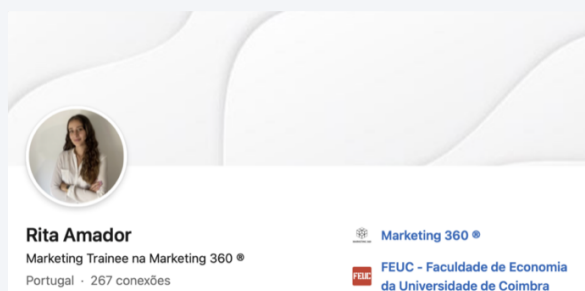 Rita Amador
Marketing Trainee na Marketing 360 ®
Portugal · 267 conexões
Marketing 360 ®
FEUC
FEUC - Faculdade de Economia
da Universidade de Coimbra